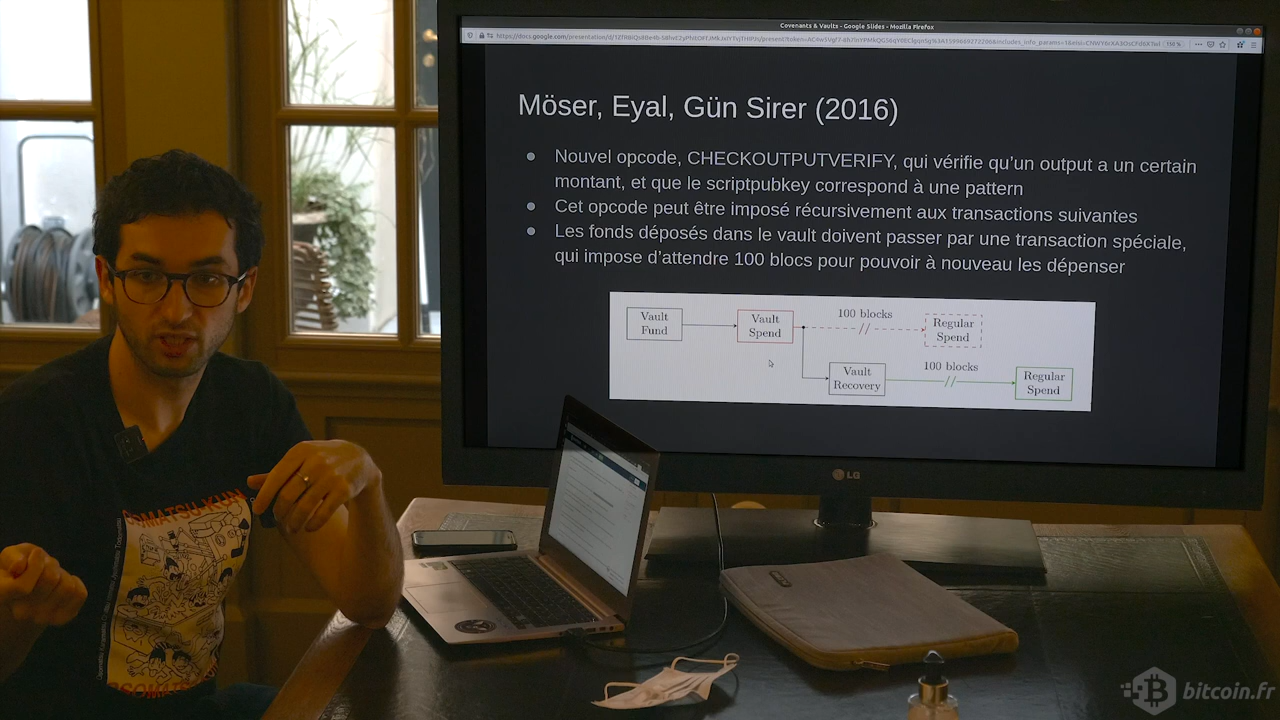 Covenants & Vaults - Google Slides - Mozilla Firefox
Möser, Eyal, Gün Sirer (2016)
● Nouvel opcode, CHECKOUTPUTVERIFY, qui vérifie qu'un output a un certain
montant, et que le scriptpubkey correspond à une pattern
● Cet opcode peut être imposé récursivement aux transactions suivantes
● Les fonds déposés dans le vault doivent passer par une transaction spéciale,
qui impose d'attendre 100 blocs pour pouvoir à nouveau les dépenser
Vault
Fund
Vault
Spend
100 blocks
Regular
Spend
Vault
Recovery
100 blocks
Regular
Spend
LG
OSOMATSU-KUN
bitcoin.fr